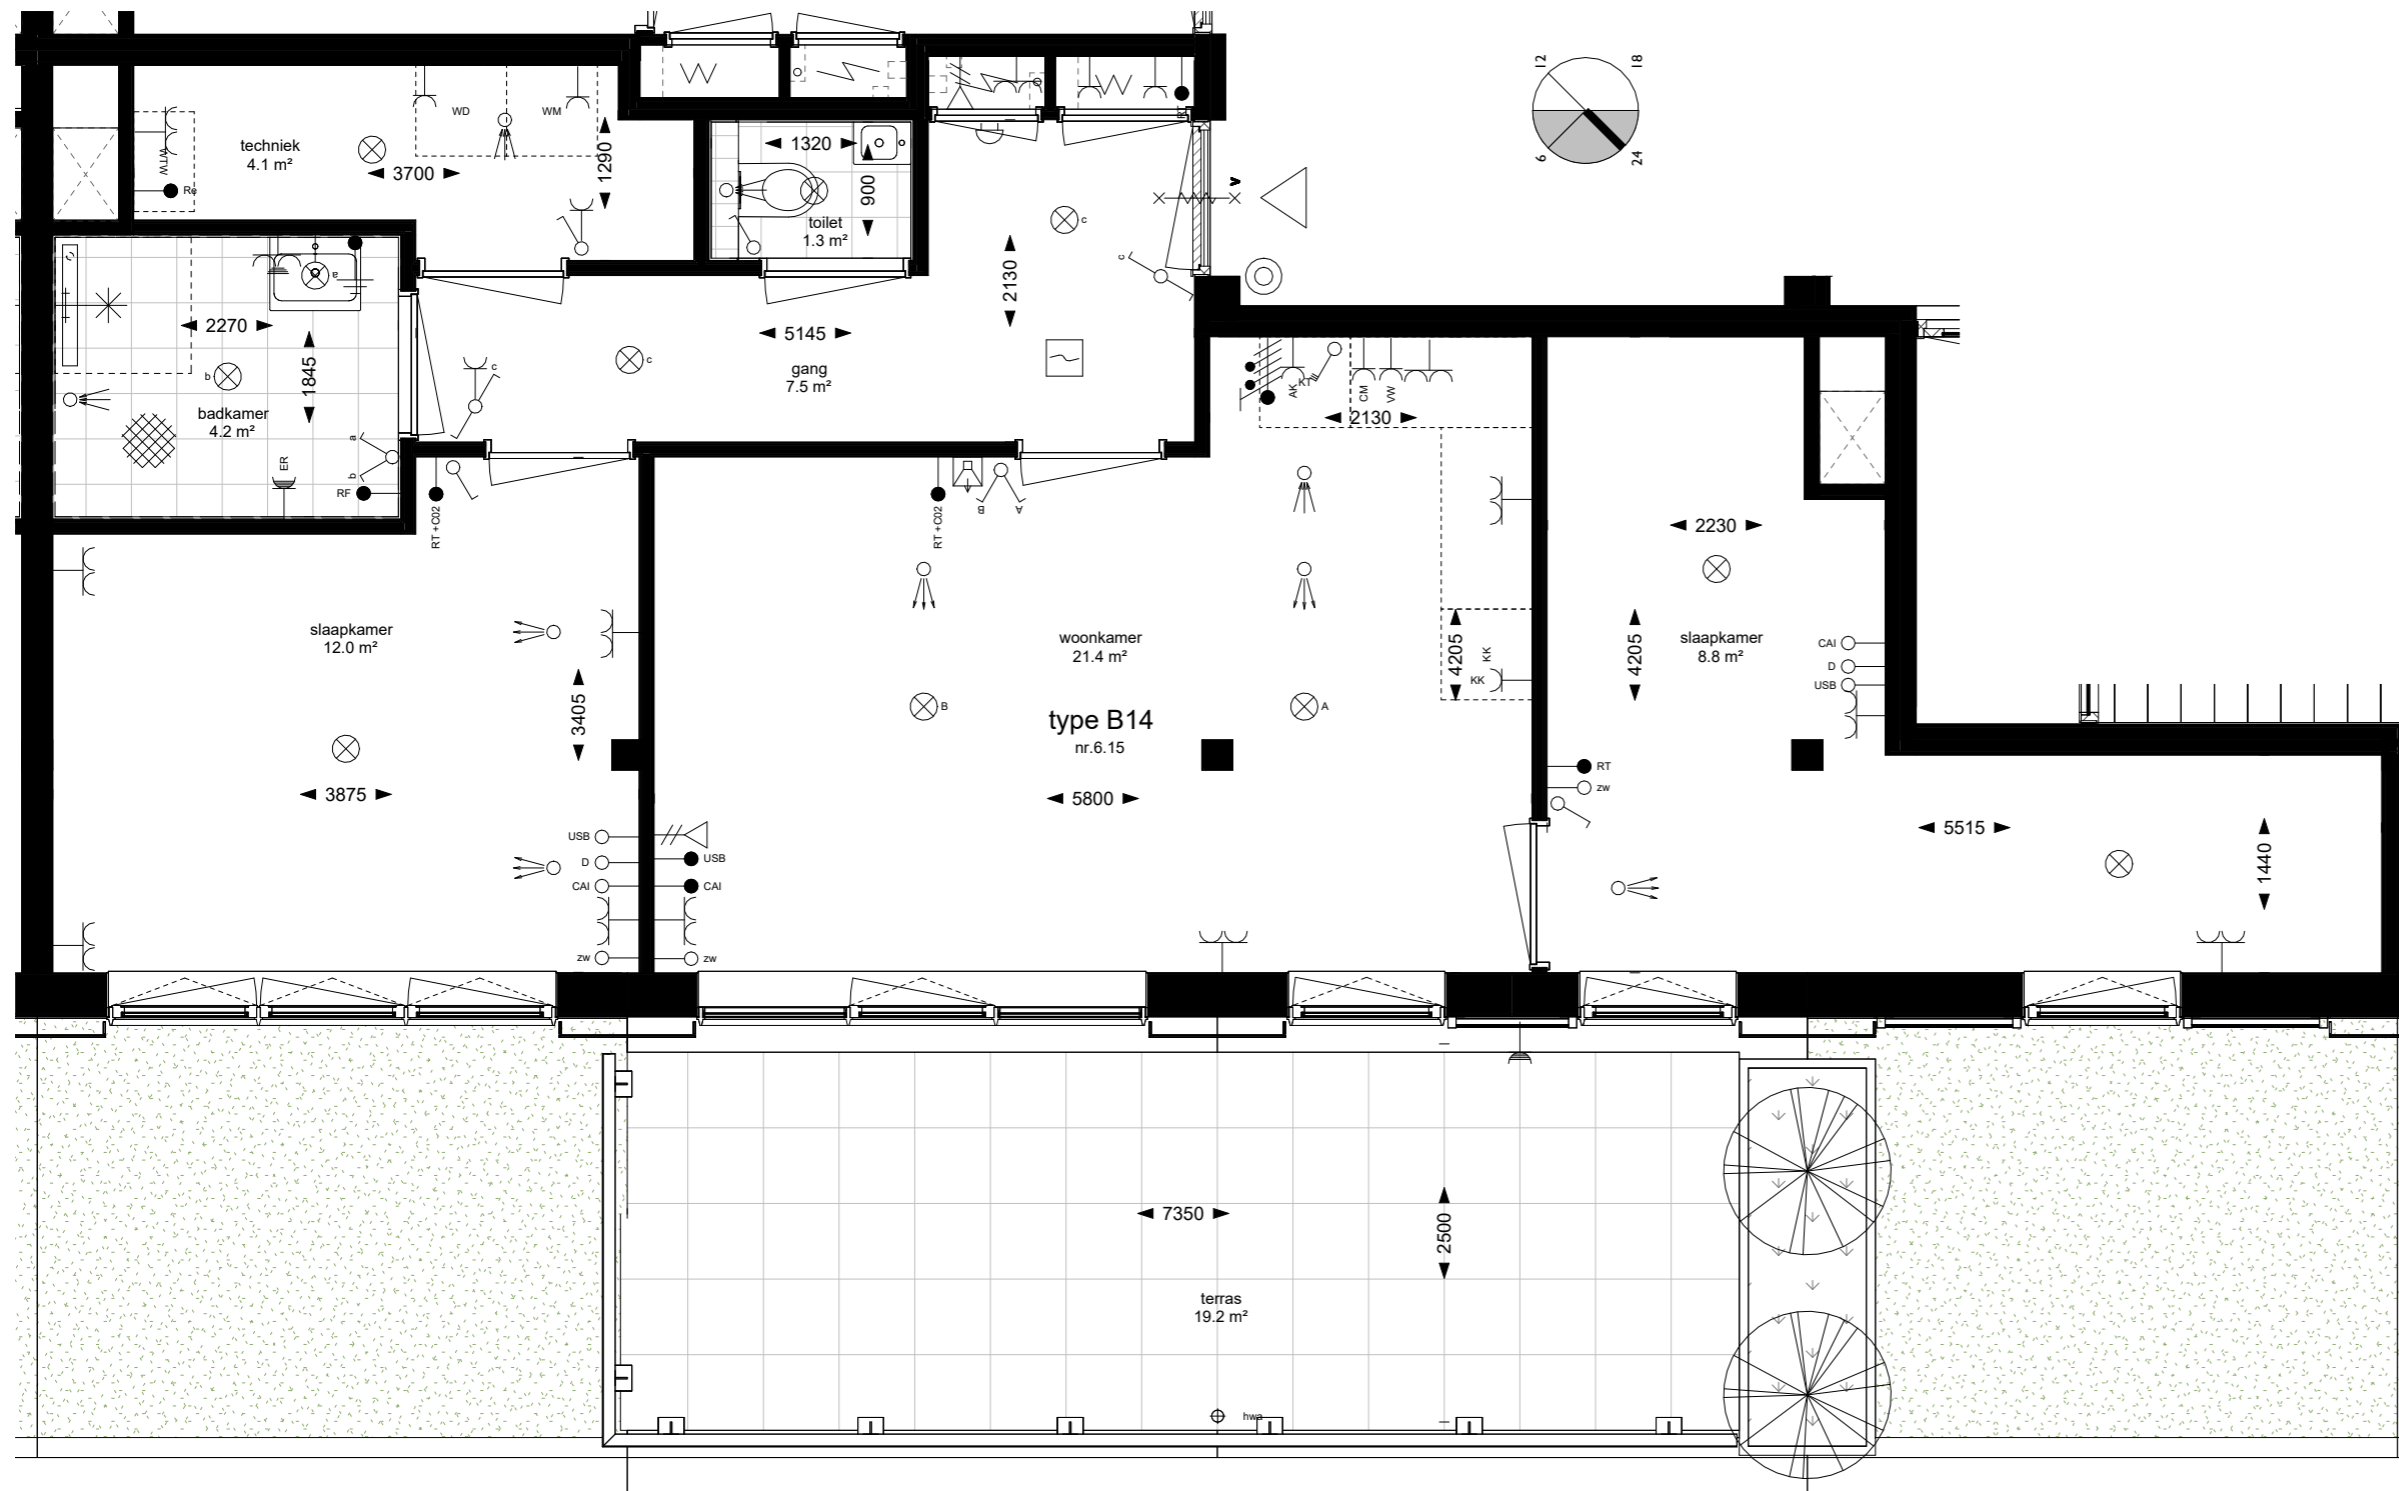 12
18
6
24
WD
WM
techniek
4.1 m²
3700
1290
WTW
Re
1320
900
toilet
1.3 m²
c
v
c
2130
a
2270
1845
b
badkamer
4.2 m²
a
b
ER
RF
c
c
5145
gang
7.5 m²
AK
KT
CM
VW
2130
RT +C02
RT +C02
B
A
2230
slaapkamer
12.0 m²
3405
3875
woonkamer
21.4 m²
4205
KK
KK
4205
slaapkamer
8.8 m²
CAI
D
USB
B
A
type B14
nr.6.15
5800
RT
zw
5515
1440
USB
D
CAI
zw
USB
CAI
zw
7350
2500
terras
19.2 m²
hwa